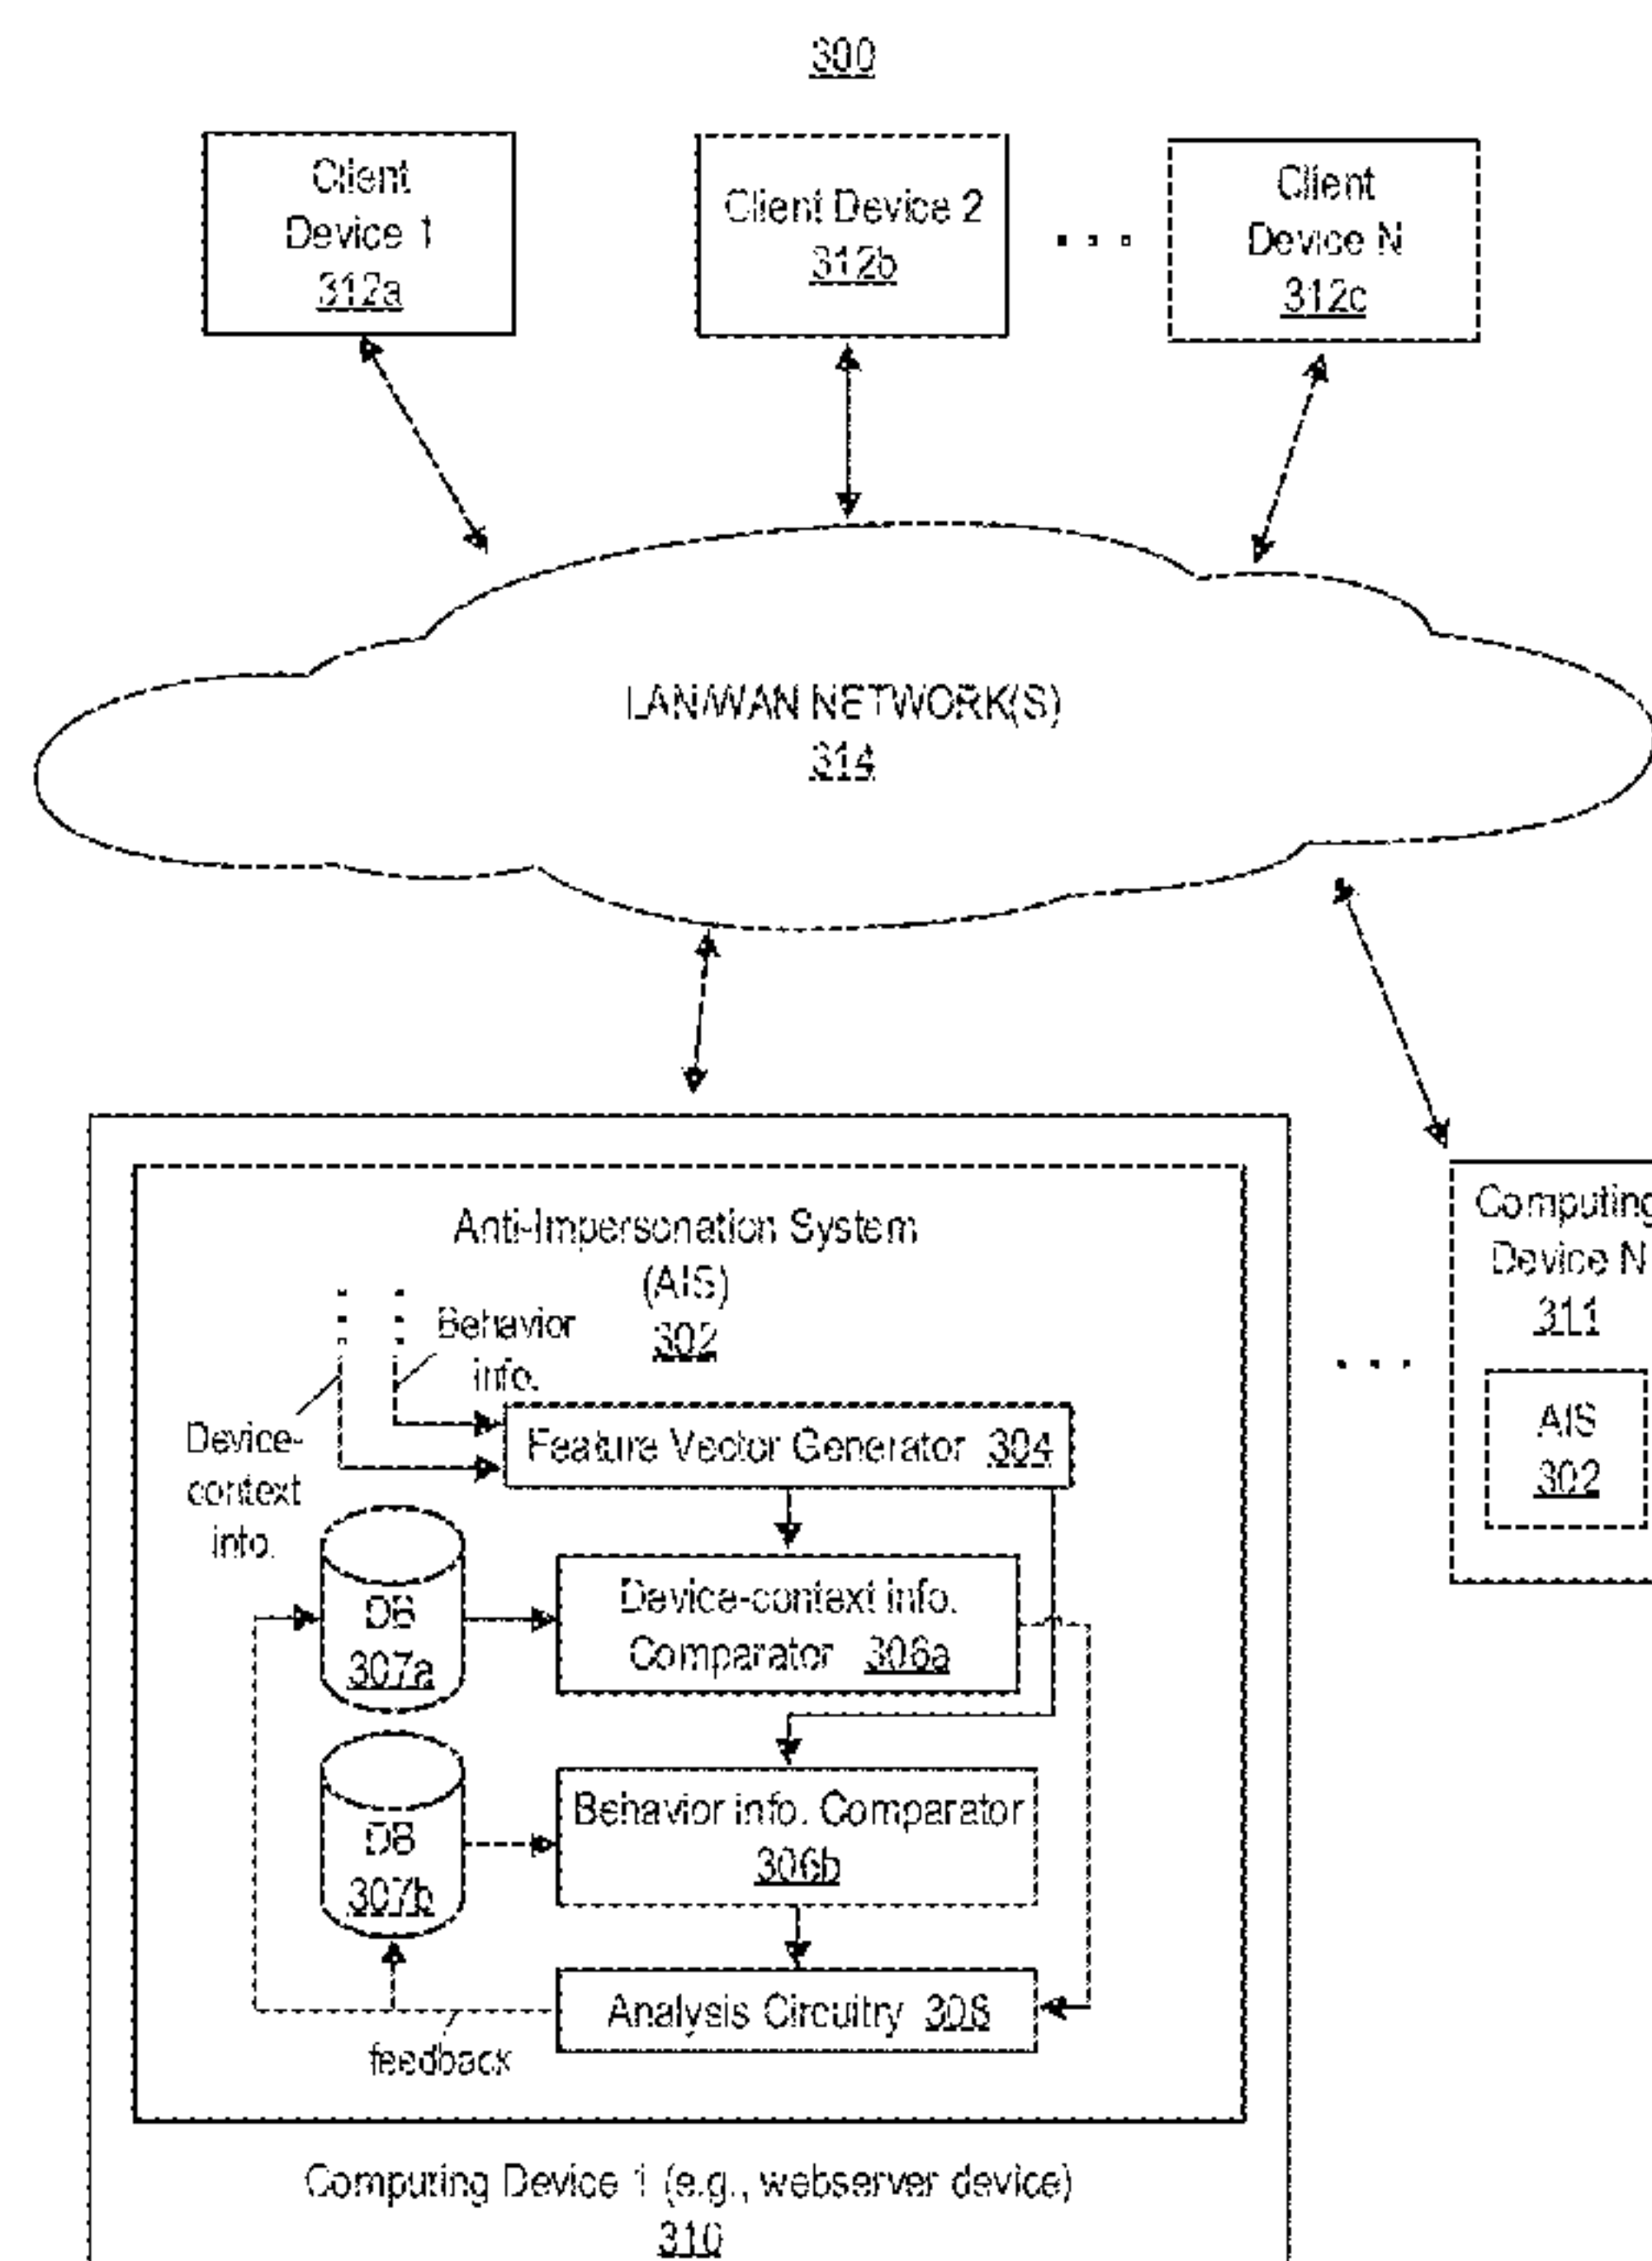 300
Client
Device 1
312a
Client Device 2
312b
. . .
Client
Device N
312c
LAN/WAN NETWORK(S)
314
Anti-Impersonation System
(AIS)
302
Behavior
info.
Device-
context
info.
Feature Vector Generator 304
DB
307a
Device-context info.
Comparator 306a
DB
307b
Behavior info. Comparator
306b
Analysis Circuitry 308
feedback
Computing Device 1 (e.g., webserver device)
310
. . .
Computing
Device N
311
AIS
302